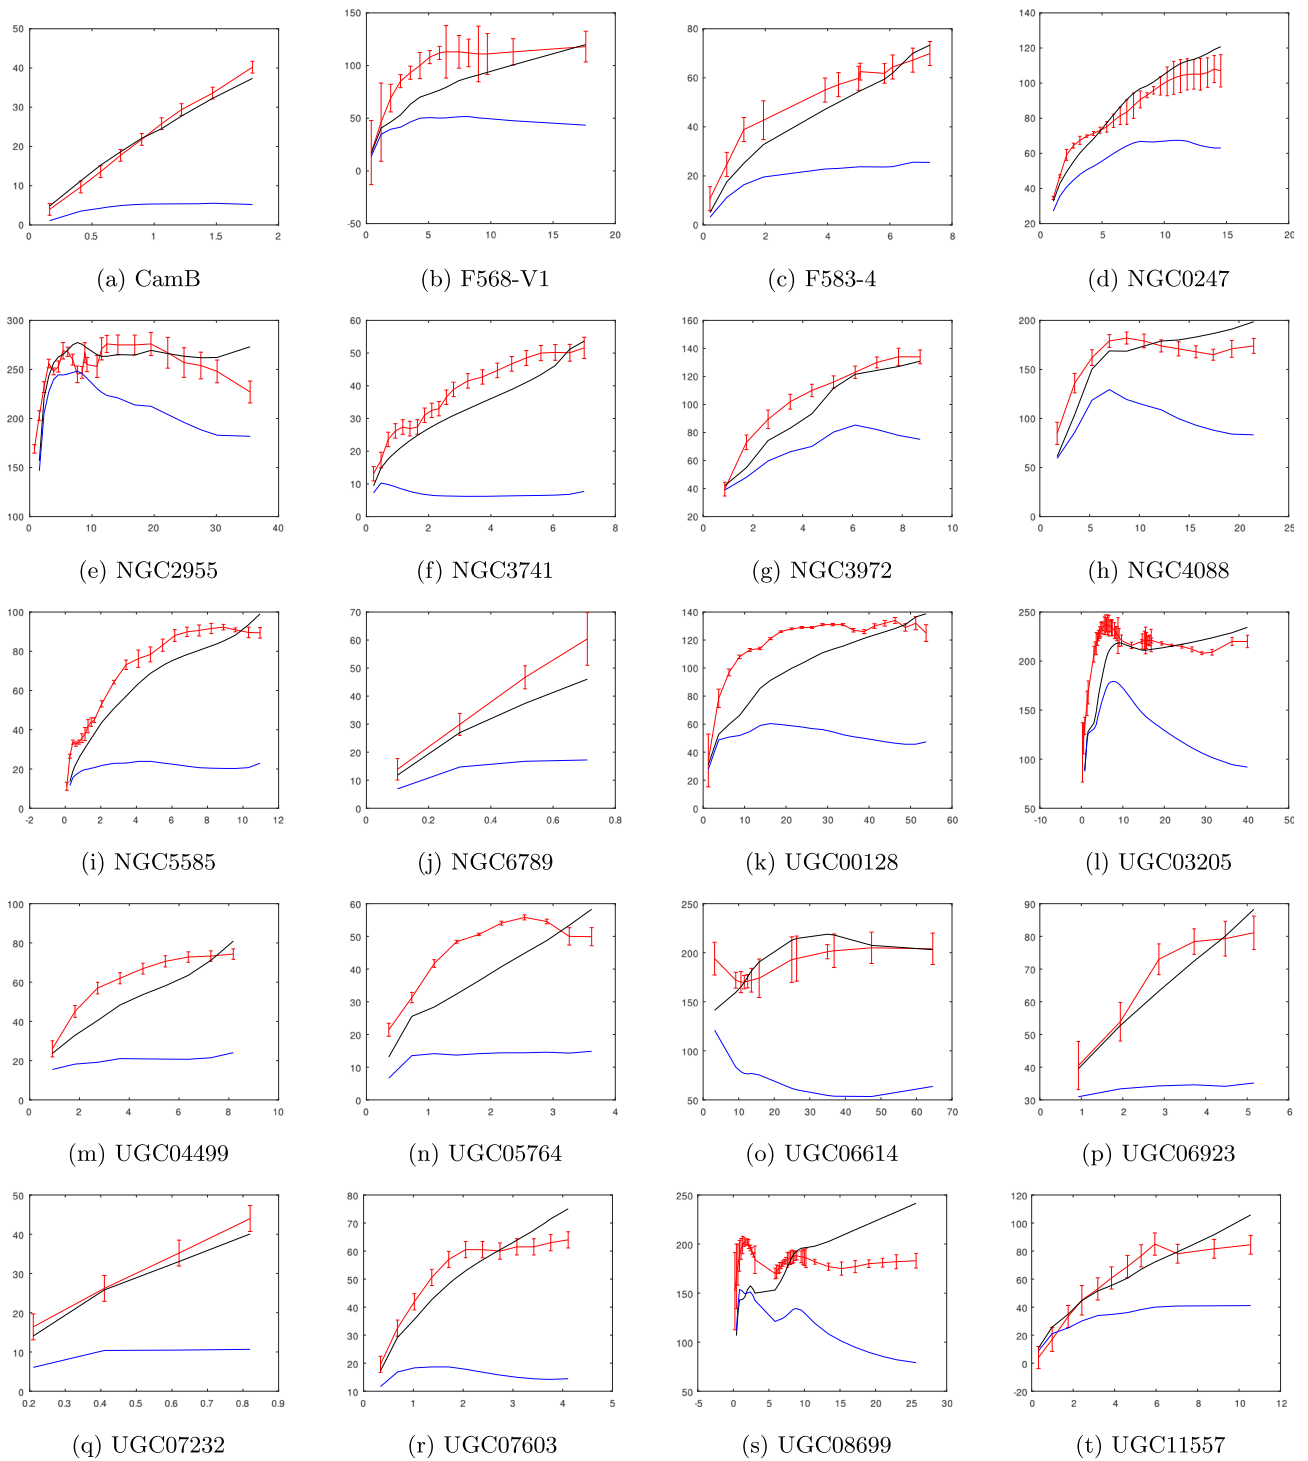 (a) CamB
(b) F568-V1
(c) F583-4
(d) NGC0247
(e) NGC2955
(f) NGC3741
(g) NGC3972
(h) NGC4088
(i) NGC5585
(j) NGC6789
(k) UGC00128
(l) UGC03205
(m) UGC04499
(n) UGC05764
(o) UGC06614
(p) UGC06923
(q) UGC07232
(r) UGC07603
(s) UGC08699
(t) UGC11557